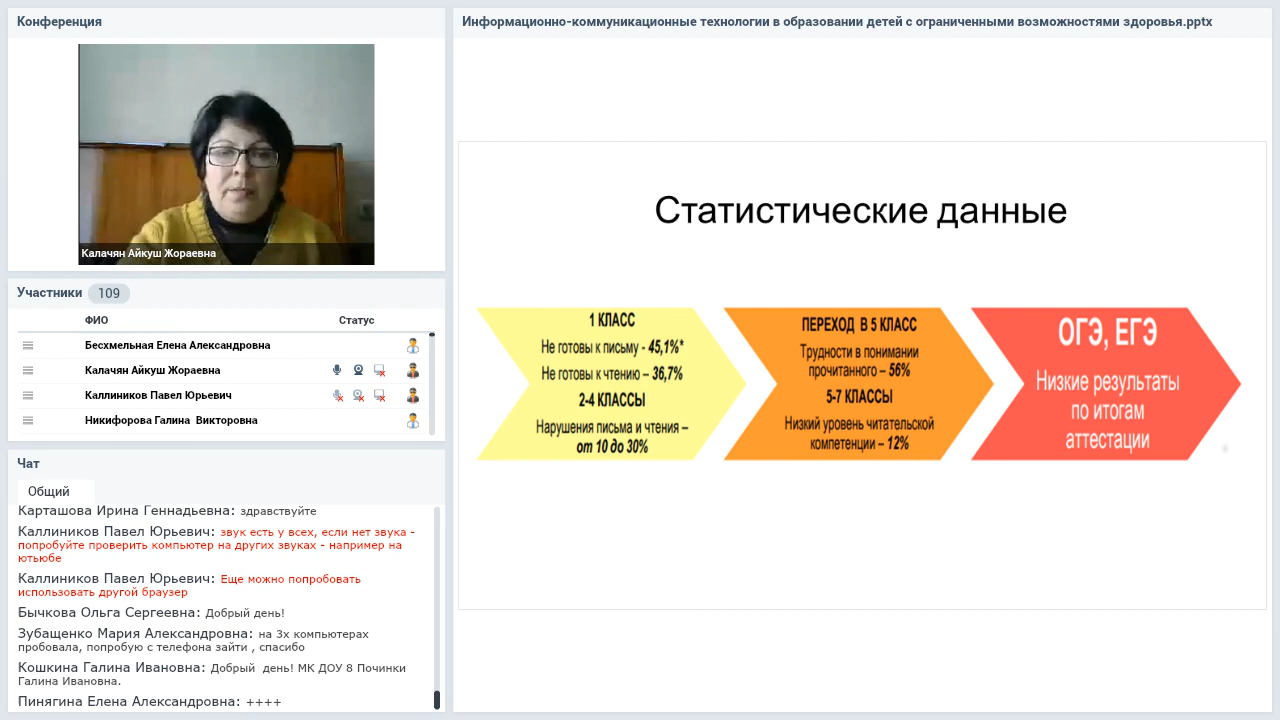 Конференция
Калачян Айкуш Жораевна
Участники 109
ФИО Статус
Бесхмельная Елена Александровна
Калачян Айкуш Жораевна
Каллиников Павел Юрьевич
Никифорова Галина Викторовна
Чат
Общий
Карташова Ирина Геннадьевна: здравствуйте
Каллиников Павел Юрьевич: звук есть у всех, если нет звука -
попробуйте проверить компьютер на других звуках - например на
ютьюбе
Каллиников Павел Юрьевич: Еще можно попробовать
использовать другой браузер
Бычкова Ольга Сергеевна: Добрый день!
Зубащенко Мария Александровна: на 3х компьютерах
пробовала, попробую с телефона зайти , спасибо
Кошкина Галина Ивановна: Добрый день! МК ДОУ 8 Починки
Галина Ивановна.
Пинягина Елена Александровна: ++++
Информационно-коммуникационные технологии в образовании детей с ограниченными возможностями здоровья.pptx
Статистические данные
1 КЛАСС
Не готовы к письму - 45,1%*
Не готовы к чтению – 36,7%
2-4 КЛАССЫ
Нарушения письма и чтения –
от 10 до 30%
ПЕРЕХОД В 5 КЛАСС
Трудности в понимании
прочитанного – 56%
5-7 КЛАССЫ
Низкий уровень читательской
компетенции – 12%
ОГЭ, ЕГЭ
Низкие результаты
по итогам
аттестации